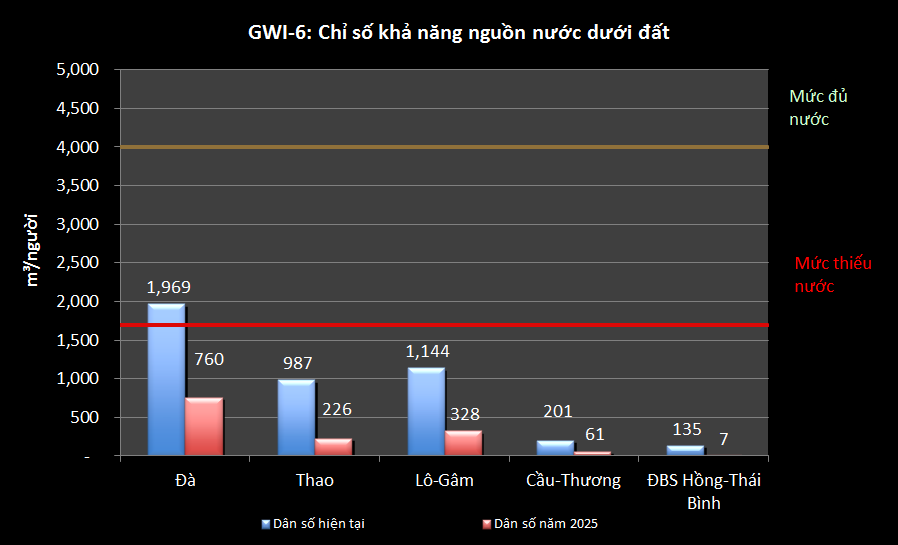 GWI-6: Chỉ số khả năng nguồn nước dưới đất
5,000
4,500
4,000
3,500
3,000
2,500
2,000
1,500
1,000
500
-
m³/người
Mức đủ
nước
Mức thiếu
nước
1,969
760
987
226
1,144
328
201
61
135
7
Đà
Thao
Lô-Gâm
Cầu-Thương
ĐBS Hồng-Thái
Bình
Dân số hiện tại
Dân số năm 2025